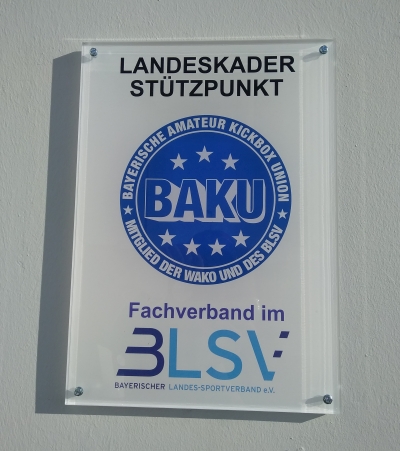 LANDESKADER
STÜTZPUNKT
BAYERISCHE AMATEUR KICKBOX UNION
BAKU
MITGLIED DER WAKO UND DES BLSV
Fachverband im
BLSV
BAYERISCHER LANDES-SPORTVERBAND e.V.